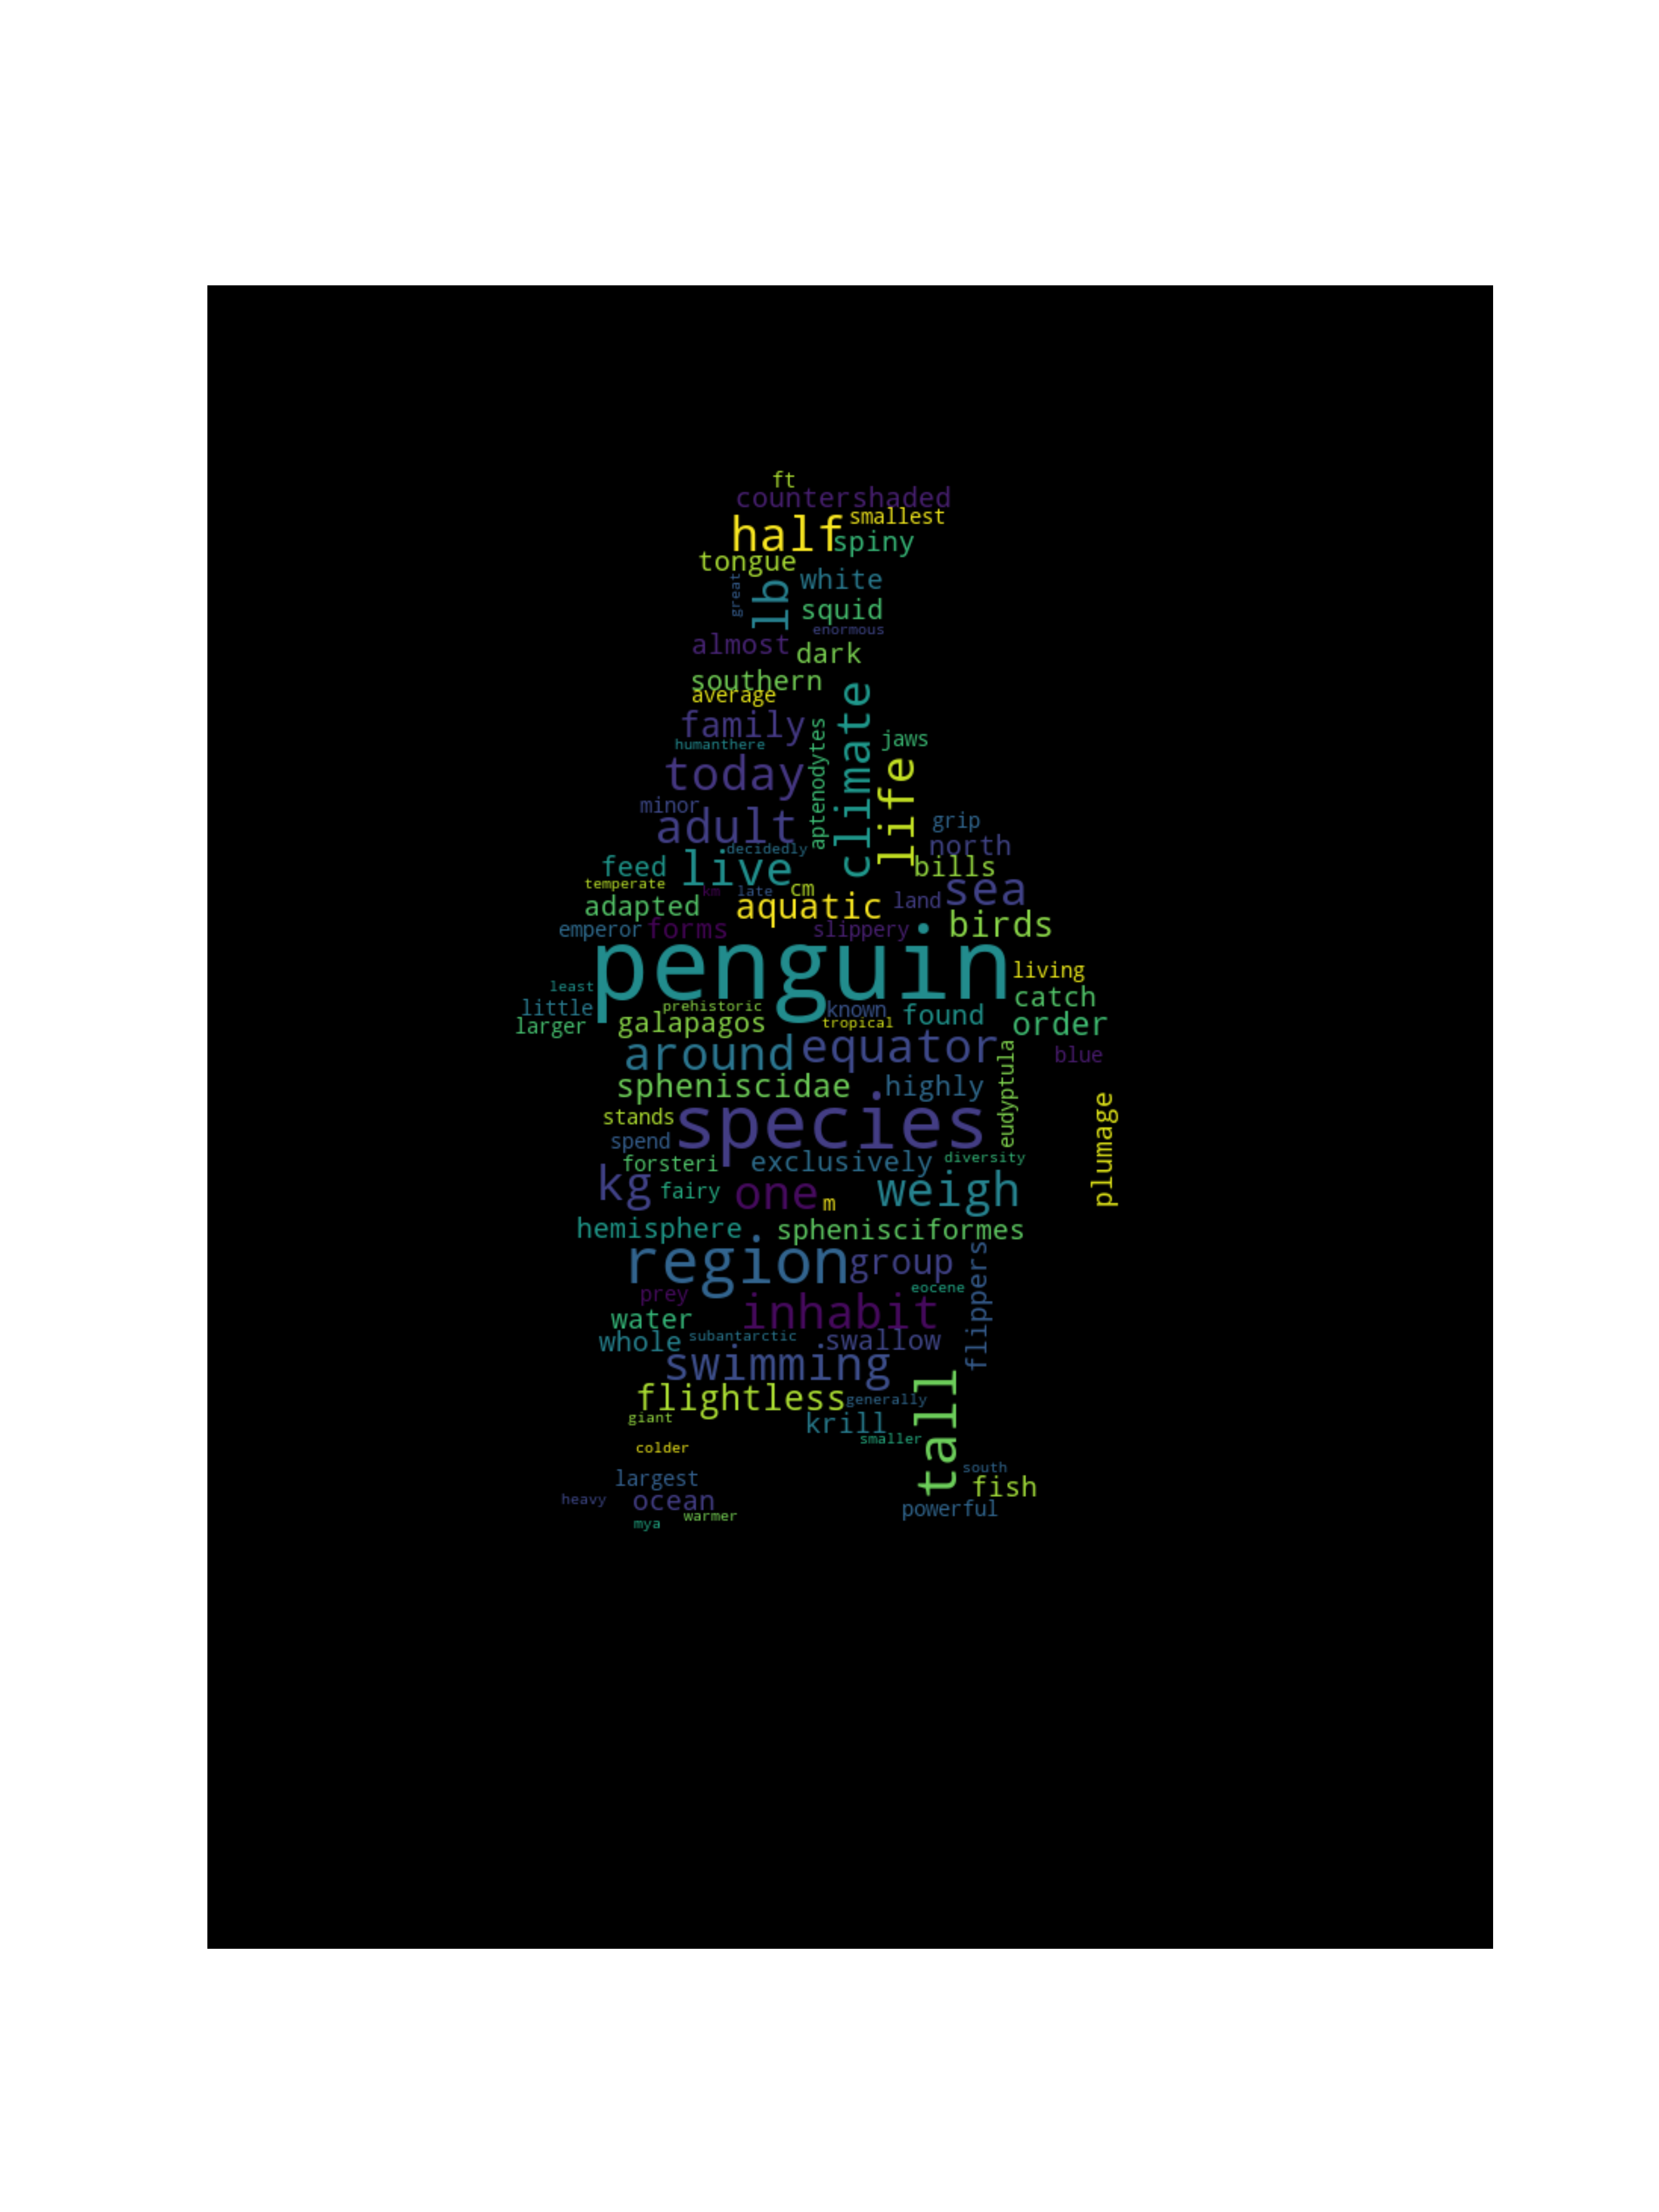 ft
countershaded
half smallest
spiny
tongue
great lb white
squid
enormous
almost dark
southern
average
family aptenodytes climate jaws
humanthere
today life
minor
adult grip
decidedly north
feed live bills
temperate km late cm sea
adapted aquatic land
emperor forms slippery birds
penguin living
least catch
little prehistoric known found
larger galapagos tropical order
around equator eudyptula blue
spheniscidae highly
stands species plumage
spend
forsteri exclusively diversity
kg fairy one m weigh
hemisphere sphenisciformes
region group flippers
prey eocene
water inhabit
whole subantarctic swallow
swimming
flightless generally tall
giant krill
colder smaller
largest south
heavy ocean fish
mya warmer powerful